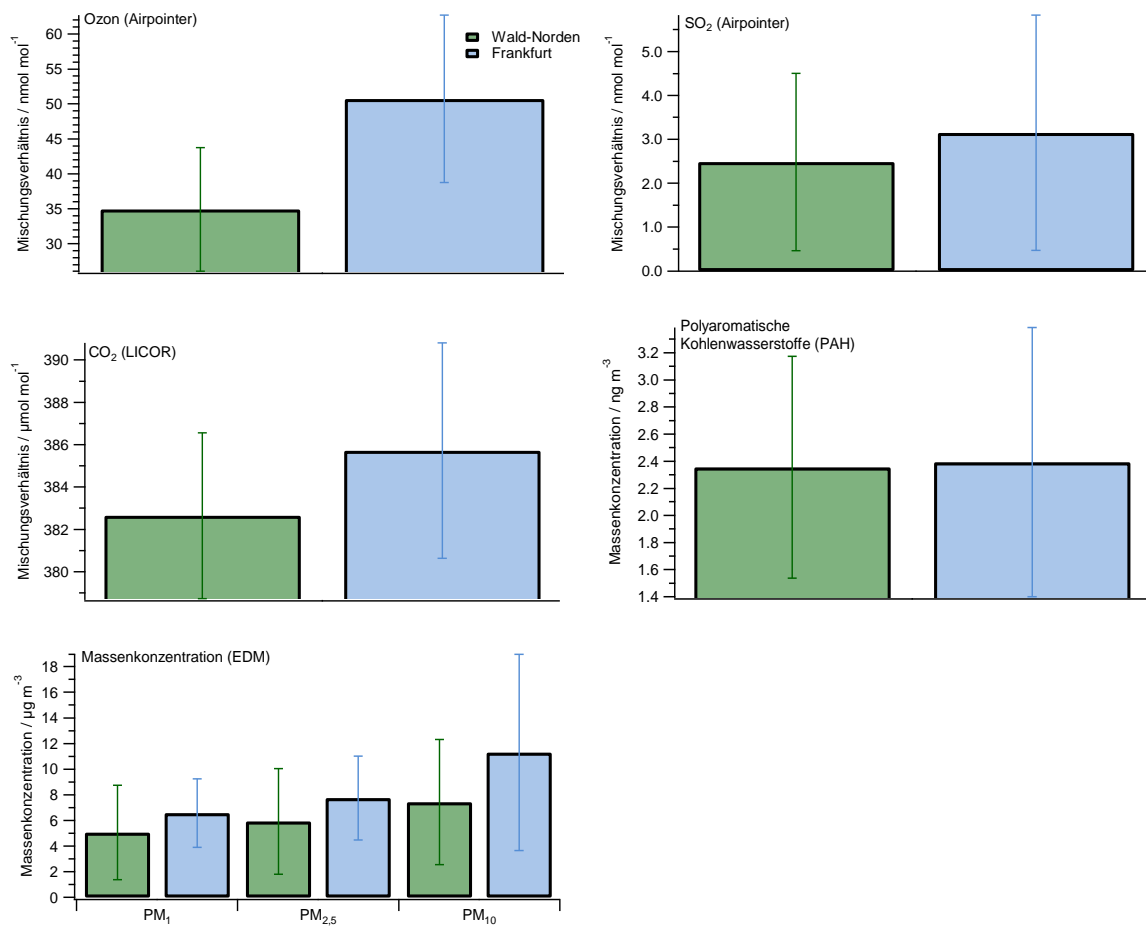 Ozon (Airpointer)
Mischungsverhältnis / nmol mol⁻¹
60
55
50
45
40
35
30
Wald-Norden
Frankfurt
SO₂ (Airpointer)
Mischungsverhältnis / nmol mol⁻¹
5.0
4.0
3.0
2.0
1.0
0.0
CO₂ (LICOR)
Mischungsverhältnis / µmol mol⁻¹
390
388
386
384
382
380
Polyaromatische
Kohlenwasserstoffe (PAH)
Massenkonzentration / ng m⁻³
3.2
3.0
2.8
2.6
2.4
2.2
2.0
1.8
1.6
1.4
Massenkonzentration (EDM)
Massenkonzentration / µg m⁻³
18
16
14
12
10
8
6
4
2
0
PM₁ PM₂,₅ PM₁₀